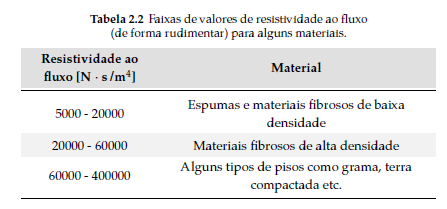 Tabela 2.2 Faixas de valores de resistividade ao fluxo
(de forma rudimentar) para alguns materiais.
Resistividade ao
fluxo [N · s/m⁴]
Material
5000 - 20000
Espumas e materiais fibrosos de baixa
densidade
20000 - 60000
Materiais fibrosos de alta densidade
60000 - 400000
Alguns tipos de pisos como grama, terra
compactada etc.